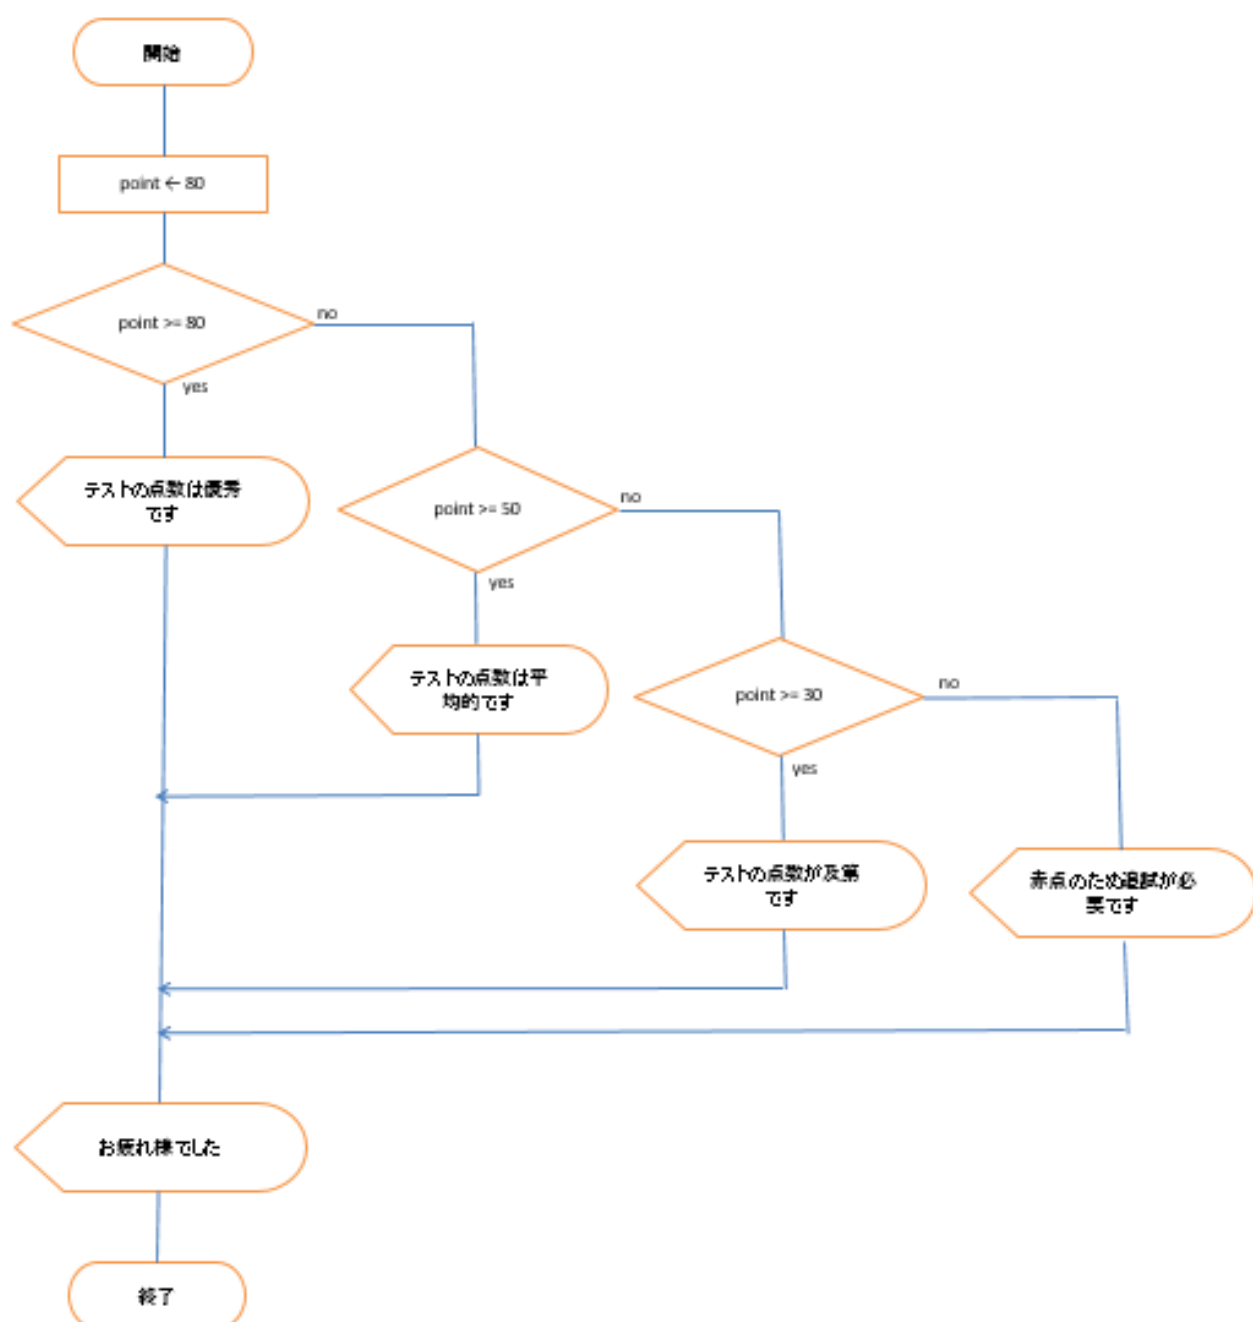 開始
point ← 80
point >= 80
no
yes
テストの点数は優秀
です
point >= 50
no
yes
テストの点数は平
均的です
point >= 30
no
yes
テストの点数が及第
です
赤点のため追試が必
要です
お疲れ様でした
終了